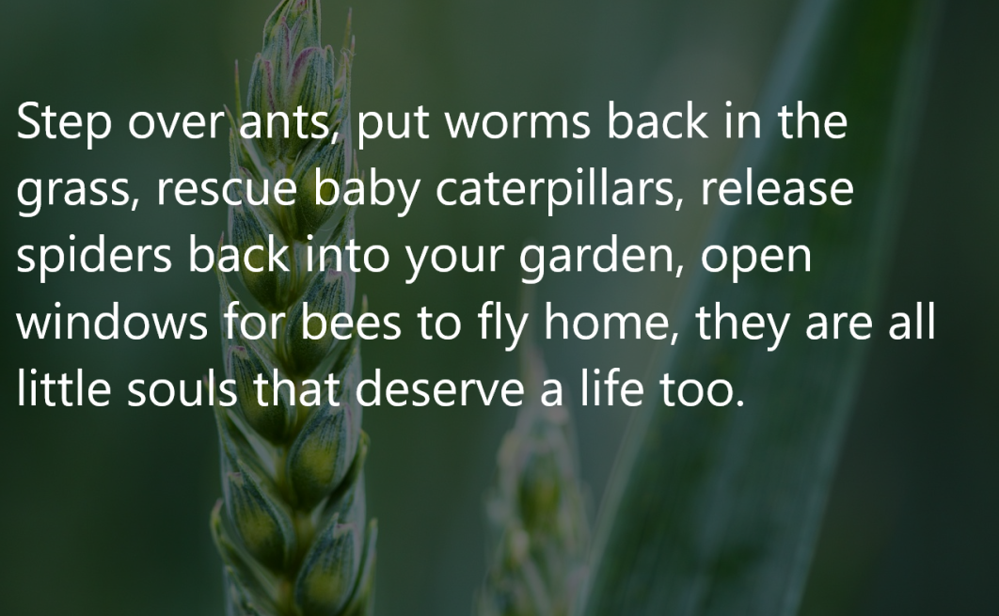 Step over ants, put worms back in the
grass, rescue baby caterpillars, release
spiders back into your garden, open
windows for bees to fly home, they are all
little souls that deserve a life too.